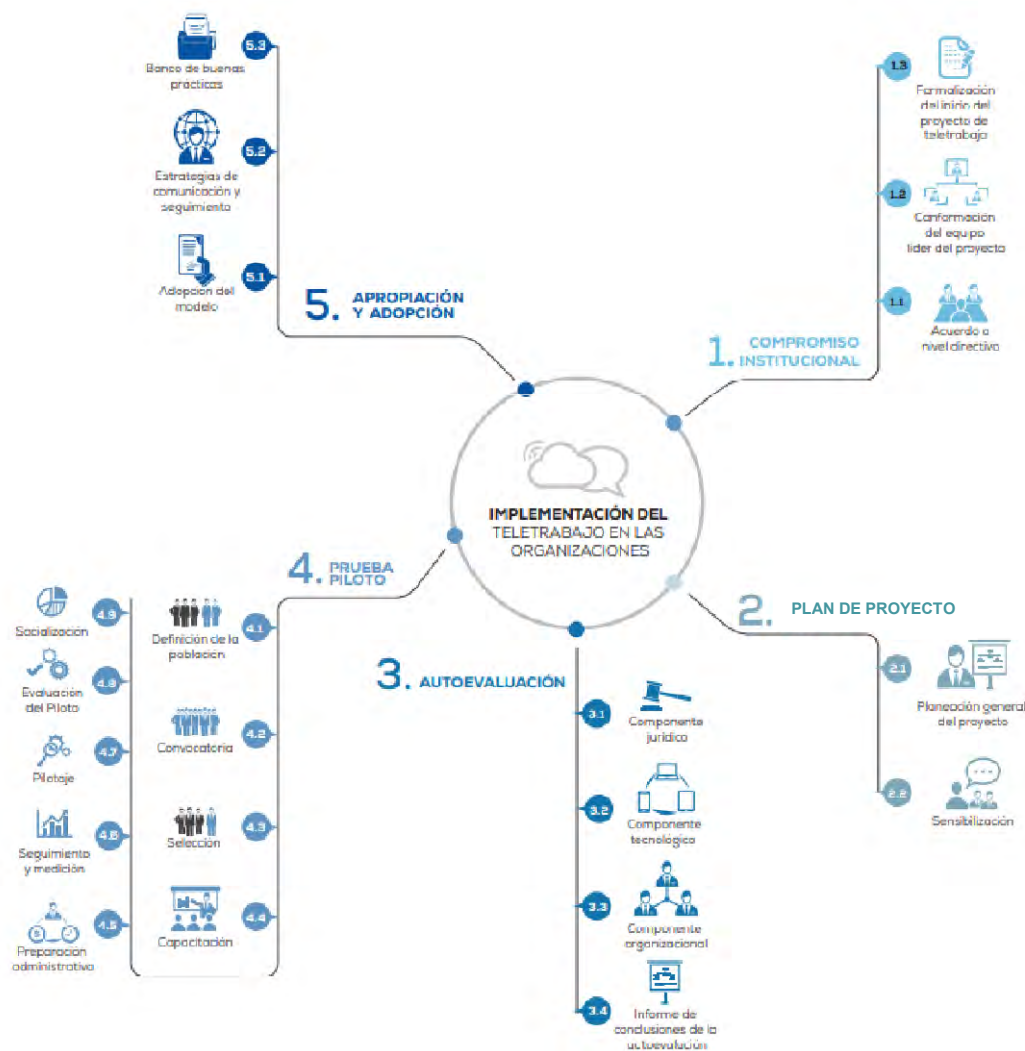 IMPLEMENTACIÓN DEL
TELETRABAJO EN LAS
ORGANIZACIONES
1. COMPROMISO
INSTITUCIONAL
1.3
Formalización
del inicio del
proyecto de
teletrabajo
1.2
Conformación
del equipo
líder del proyecto
1.1
Acuerdo a
nivel directivo
2. PLAN DE PROYECTO
2.1
Planeación general
del proyecto
2.2
Sensibilización
3. AUTOEVALUACIÓN
3.1
Componente
jurídico
3.2
Componente
tecnológico
3.3
Componente
organizacional
3.4
Informe de
conclusiones de la
autoevalución
4. PRUEBA
PILOTO
4.1
Definición de la
población
4.2
Convocatoria
4.3
Selección
4.4
Capacitación
4.5
Preparación
administrativa
4.6
Seguimiento
y medición
4.7
Pilotaje
4.8
Evaluación
del Piloto
4.9
Socialización
5. APROPIACIÓN
Y ADOPCIÓN
5.1
Adopción del
modelo
5.2
Estrategias de
comunicación y
seguimiento
5.3
Banco de buenas
prácticas